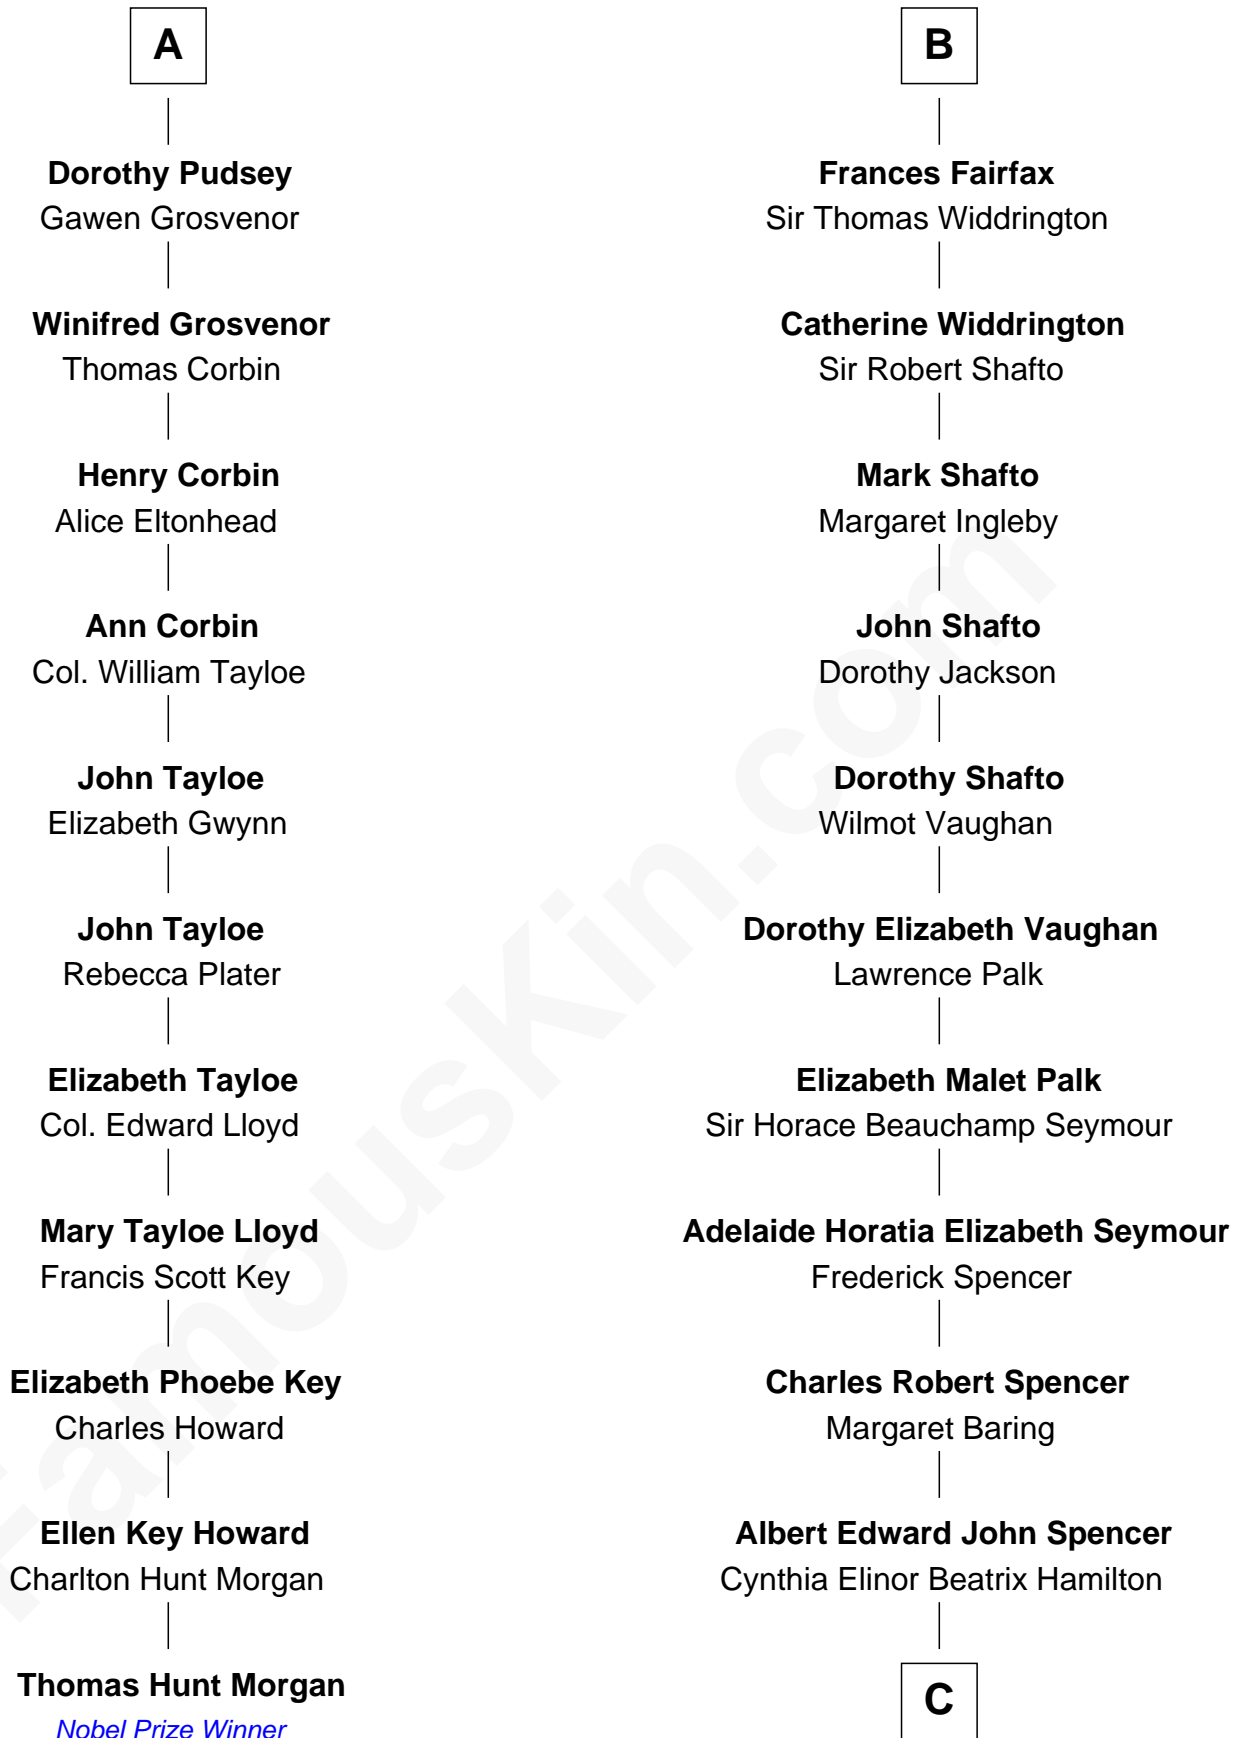 A
Dorothy Pudsey
Gawen Grosvenor
Winifred Grosvenor
Thomas Corbin
Henry Corbin
Alice Eltonhead
Ann Corbin
Col. William Tayloe
John Tayloe
Elizabeth Gwynn
John Tayloe
Rebecca Plater
Elizabeth Tayloe
Col. Edward Lloyd
Mary Tayloe Lloyd
Francis Scott Key
Elizabeth Phoebe Key
Charles Howard
Ellen Key Howard
Charlton Hunt Morgan
Thomas Hunt Morgan
Nobel Prize Winner
B
Frances Fairfax
Sir Thomas Widdrington
Catherine Widdrington
Sir Robert Shafto
Mark Shafto
Margaret Ingleby
John Shafto
Dorothy Jackson
Dorothy Shafto
Wilmot Vaughan
Dorothy Elizabeth Vaughan
Lawrence Palk
Elizabeth Malet Palk
Sir Horace Beauchamp Seymour
Adelaide Horatia Elizabeth Seymour
Frederick Spencer
Charles Robert Spencer
Margaret Baring
Albert Edward John Spencer
Cynthia Elinor Beatrix Hamilton
C
FamousKin.com